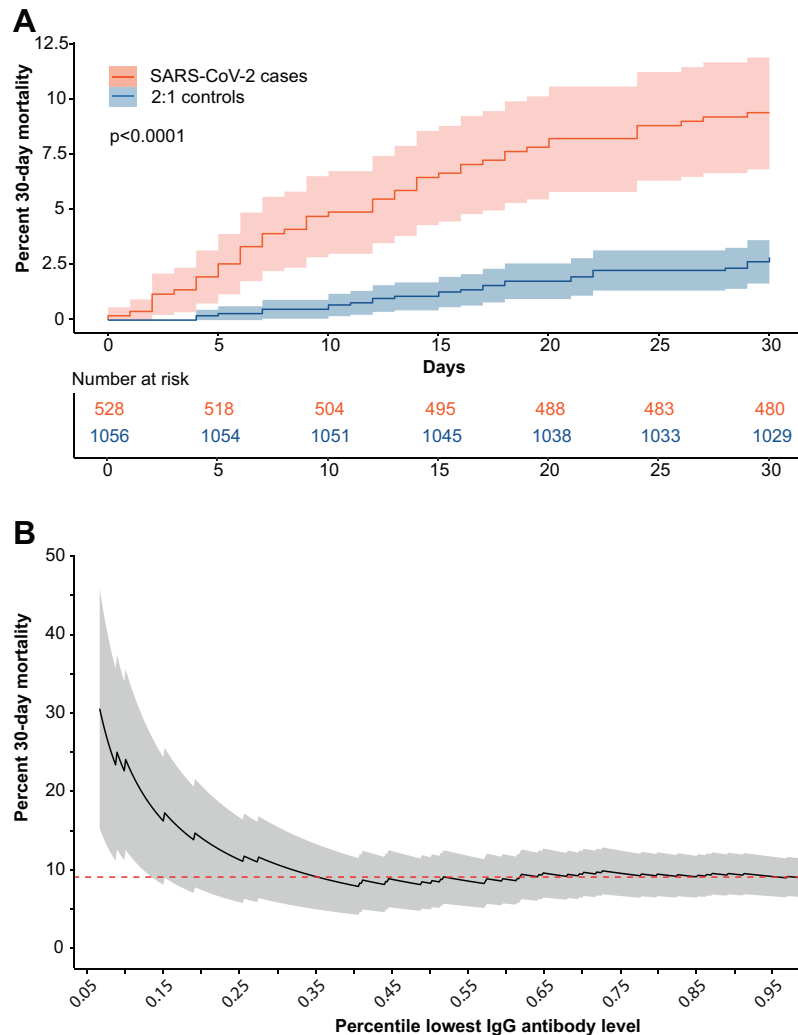 A
Percent 30-day mortality
12.5
10
7.5
5
2.5
0
SARS-CoV-2 cases
2:1 controls
p<0.0001
0 5 10 15 20 25 30
Days
Number at risk
528 518 504 495 488 483 480
1056 1054 1051 1045 1038 1033 1029
0 5 10 15 20 25 30
B
Percent 30-day mortality
50
40
30
20
10
0
0.05 0.15 0.25 0.35 0.45 0.55 0.65 0.75 0.85 0.95
Percentile lowest IgG antibody level